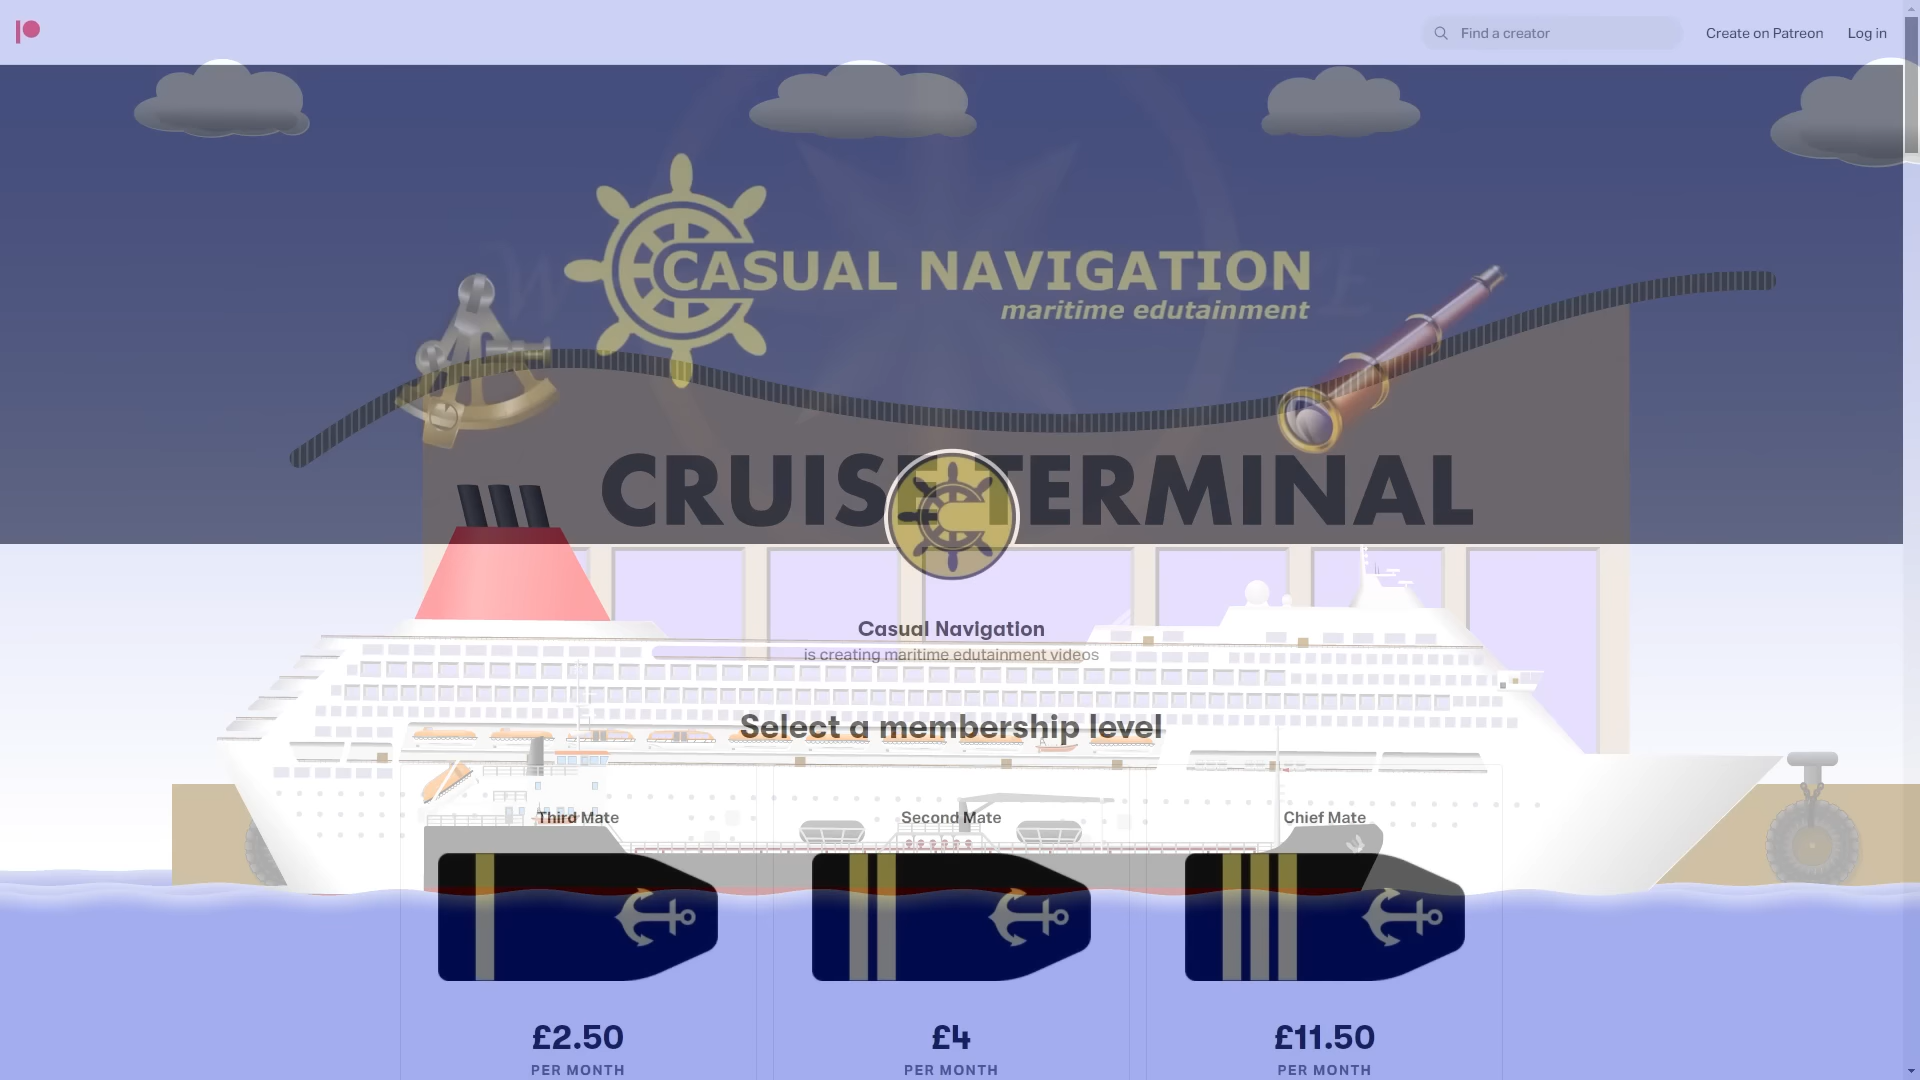 Find a creator
Create on Patreon
Log in
W
E
CASUAL NAVIGATION
maritime edutainment
CRUISE TERMINAL
Casual Navigation
is creating maritime edutainment videos
Select a membership level
Third Mate
Second Mate
Chief Mate
£2.50
£4
£11.50
PER MONTH
PER MONTH
PER MONTH